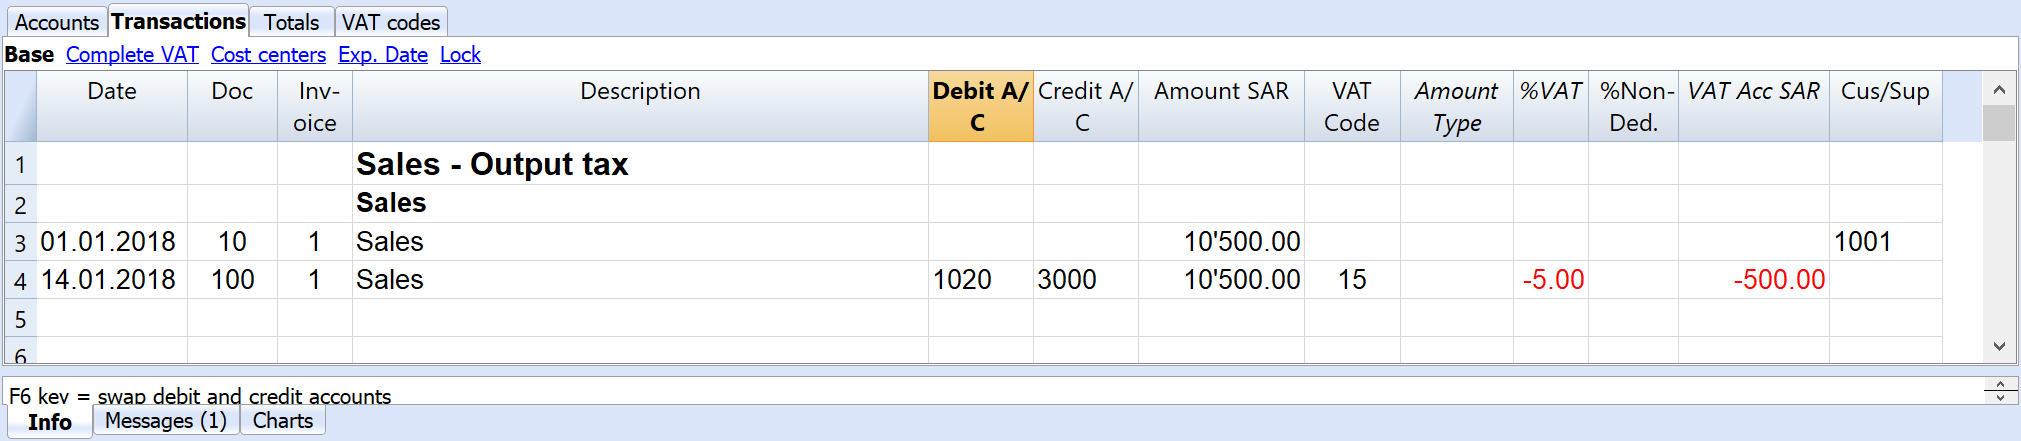 Accounts Transactions Totals VAT codes
Base Complete VAT Cost centers Exp. Date Lock
Date Doc Inv- Description Debit A/ Credit A/ Amount SAR VAT Amount %VAT %Non- VAT Acc SAR Cus/Sup
oice C C Code Type Ded.
1 Sales - Output tax
2 Sales
3 01.01.2018 10 1 Sales 10'500.00 1001
4 14.01.2018 100 1 Sales 1020 3000 10'500.00 15 -5.00 -500.00
5
6
F6 key = swap debit and credit accounts
Info Messages (1) Charts